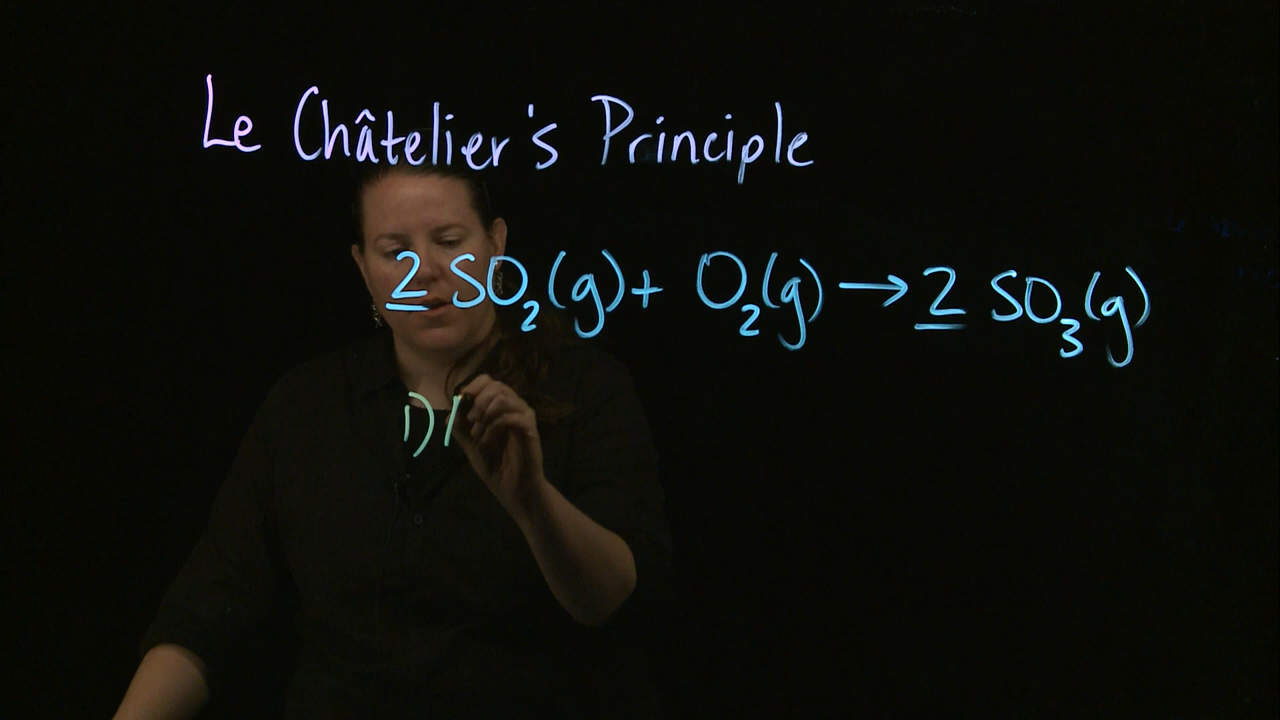 Le Châtelier's Principle
2 SO₂(g) + O₂(g) → 2 SO₃(g)
1)